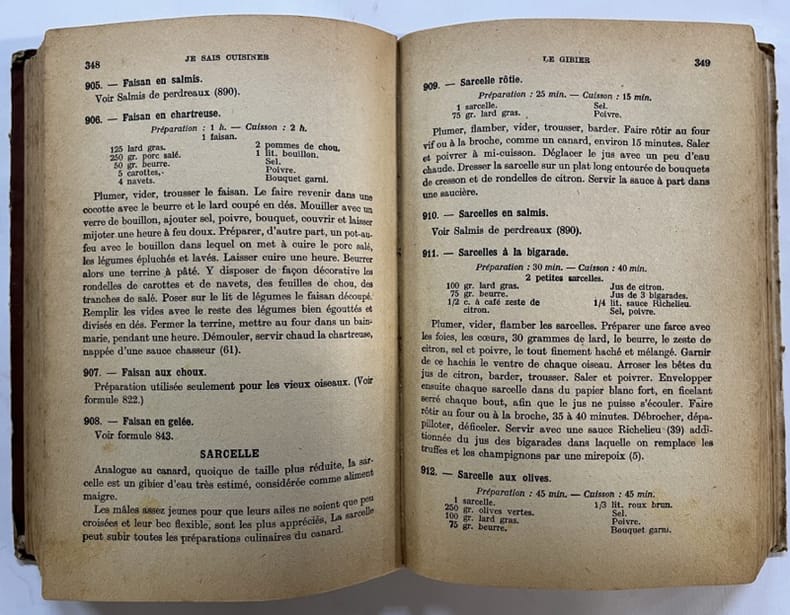 348
JE SAIS CUISINER
905. — Faisan en salmis.
Voir Salmis de perdreaux (890).
906. — Faisan en chartreuse.
Préparation : 1 h. — Cuisson : 2 h.
1 faisan.
125 lard gras.
250 gr. porc salé.
50 gr. beurre.
5 carottes.
4 navets.
2 pommes de chou.
1 lit. bouillon.
Sel.
Poivre.
Bouquet garni.
Plumer, vider, trousser le faisan. Le faire revenir dans une
cocotte avec le beurre et le lard coupé en dés. Mouiller avec un
verre de bouillon, ajouter sel, poivre, bouquet, couvrir et laisser
mijoter une heure à feu doux. Préparer, d'autre part, un pot-au-
feu avec le bouillon dans lequel on met à cuire le porc salé,
les légumes épluchés et lavés. Laisser cuire une heure. Beurrer
alors une terrine à pâté. Y disposer de façon décorative les
rondelles de carottes et de navets, des feuilles de chou, des
tranches de salé. Poser sur le lit de légumes le faisan découpé.
Remplir les vides avec le reste des légumes bien égouttés et
divisés en dés. Fermer la terrine, mettre au four dans un bain-
marie, pendant une heure. Démouler, servir chaud la chartreuse,
nappée d'une sauce chasseur (61).
907. — Faisan aux choux.
Préparation utilisée seulement pour les vieux oiseaux. (Voir
formule 822.)
908. — Faisan en gelée.
Voir formule 843.
SARCELLE
Analogue au canard, quoique de taille plus réduite, la sar-
celle est un gibier d'eau très estimé, considérée comme aliment
maigre.
Les mâles assez jeunes pour que leurs ailes ne soient que peu
croisées et leur bec flexible, sont les plus appréciés. La sarcelle
peut subir toutes les préparations culinaires du canard.
LE GIBIER
349
909. — Sarcelle rôtie.
Préparation : 25 min. — Cuisson : 15 min.
1 sarcelle.
75 gr. lard gras.
Sel.
Poivre.
Plumer, flamber, vider, trousser, barder. Faire rôtir au four
vif ou à la broche, comme un canard, environ 15 minutes. Saler
et poivrer à mi-cuisson. Déglacer le jus avec un peu d'eau
chaude. Dresser la sarcelle sur un plat long entourée de bouquets
de cresson et de rondelles de citron. Servir la sauce à part dans
une saucière.
910. — Sarcelles en salmis.
Voir Salmis de perdreaux (890).
911. — Sarcelles à la bigarade.
Préparation : 30 min. — Cuisson : 40 min.
2 petites sarcelles.
100 gr. lard gras.
75 gr. beurre.
1/2 c. à café zeste de
citron.
Jus de citron.
Jus de 3 bigarades.
1/4 lit. sauce Richelieu.
Sel, poivre.
Plumer, vider, flamber les sarcelles. Préparer une farce avec
les foies, les cœurs, 30 grammes de lard, le beurre, le zeste de
citron, sel et poivre, le tout finement haché et mélangé. Garnir
de ce hachis le ventre de chaque oiseau. Arroser les bêtes du
jus de citron, barder, trousser. Saler et poivrer. Envelopper
ensuite chaque sarcelle dans du papier blanc fort, en ficelant
serré chaque bout, afin que le jus ne puisse s'écouler. Faire
rôtir au four ou à la broche, 35 à 40 minutes. Débrocher, dépa-
pilloter, déficeler. Servir avec une sauce Richelieu (39) addi-
tionnée du jus des bigarades dans laquelle on remplace les
truffes et les champignons par une mirepoix (5).
912. — Sarcelle aux olives.
Préparation : 45 min. — Cuisson : 45 min.
1 sarcelle.
250 gr. olives vertes.
100 gr. lard gras.
75 gr. beurre.
1/3 lit. roux brun.
Sel.
Poivre.
Bouquet garni.